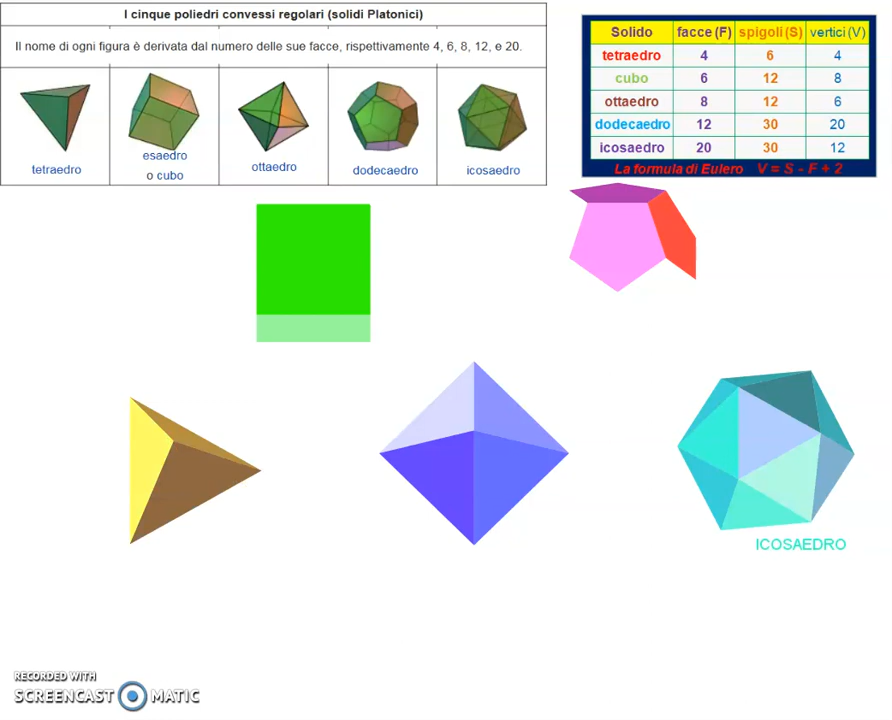 I cinque poliedri convessi regolari (solidi Platonici)
Il nome di ogni figura è derivata dal numero delle sue facce, rispettivamente 4, 6, 8, 12, e 20.
tetraedro
esaedro
o cubo
ottaedro
dodecaedro
icosaedro
Solido facce (F) spigoli (S) vertici (V)
tetraedro 4 6 4
cubo 6 12 8
ottaedro 8 12 6
dodecaedro 12 30 20
icosaedro 20 30 12
La formula di Eulero V = S - F + 2
ICOSAEDRO
RECORDED WITH
SCREENCAST MATIC